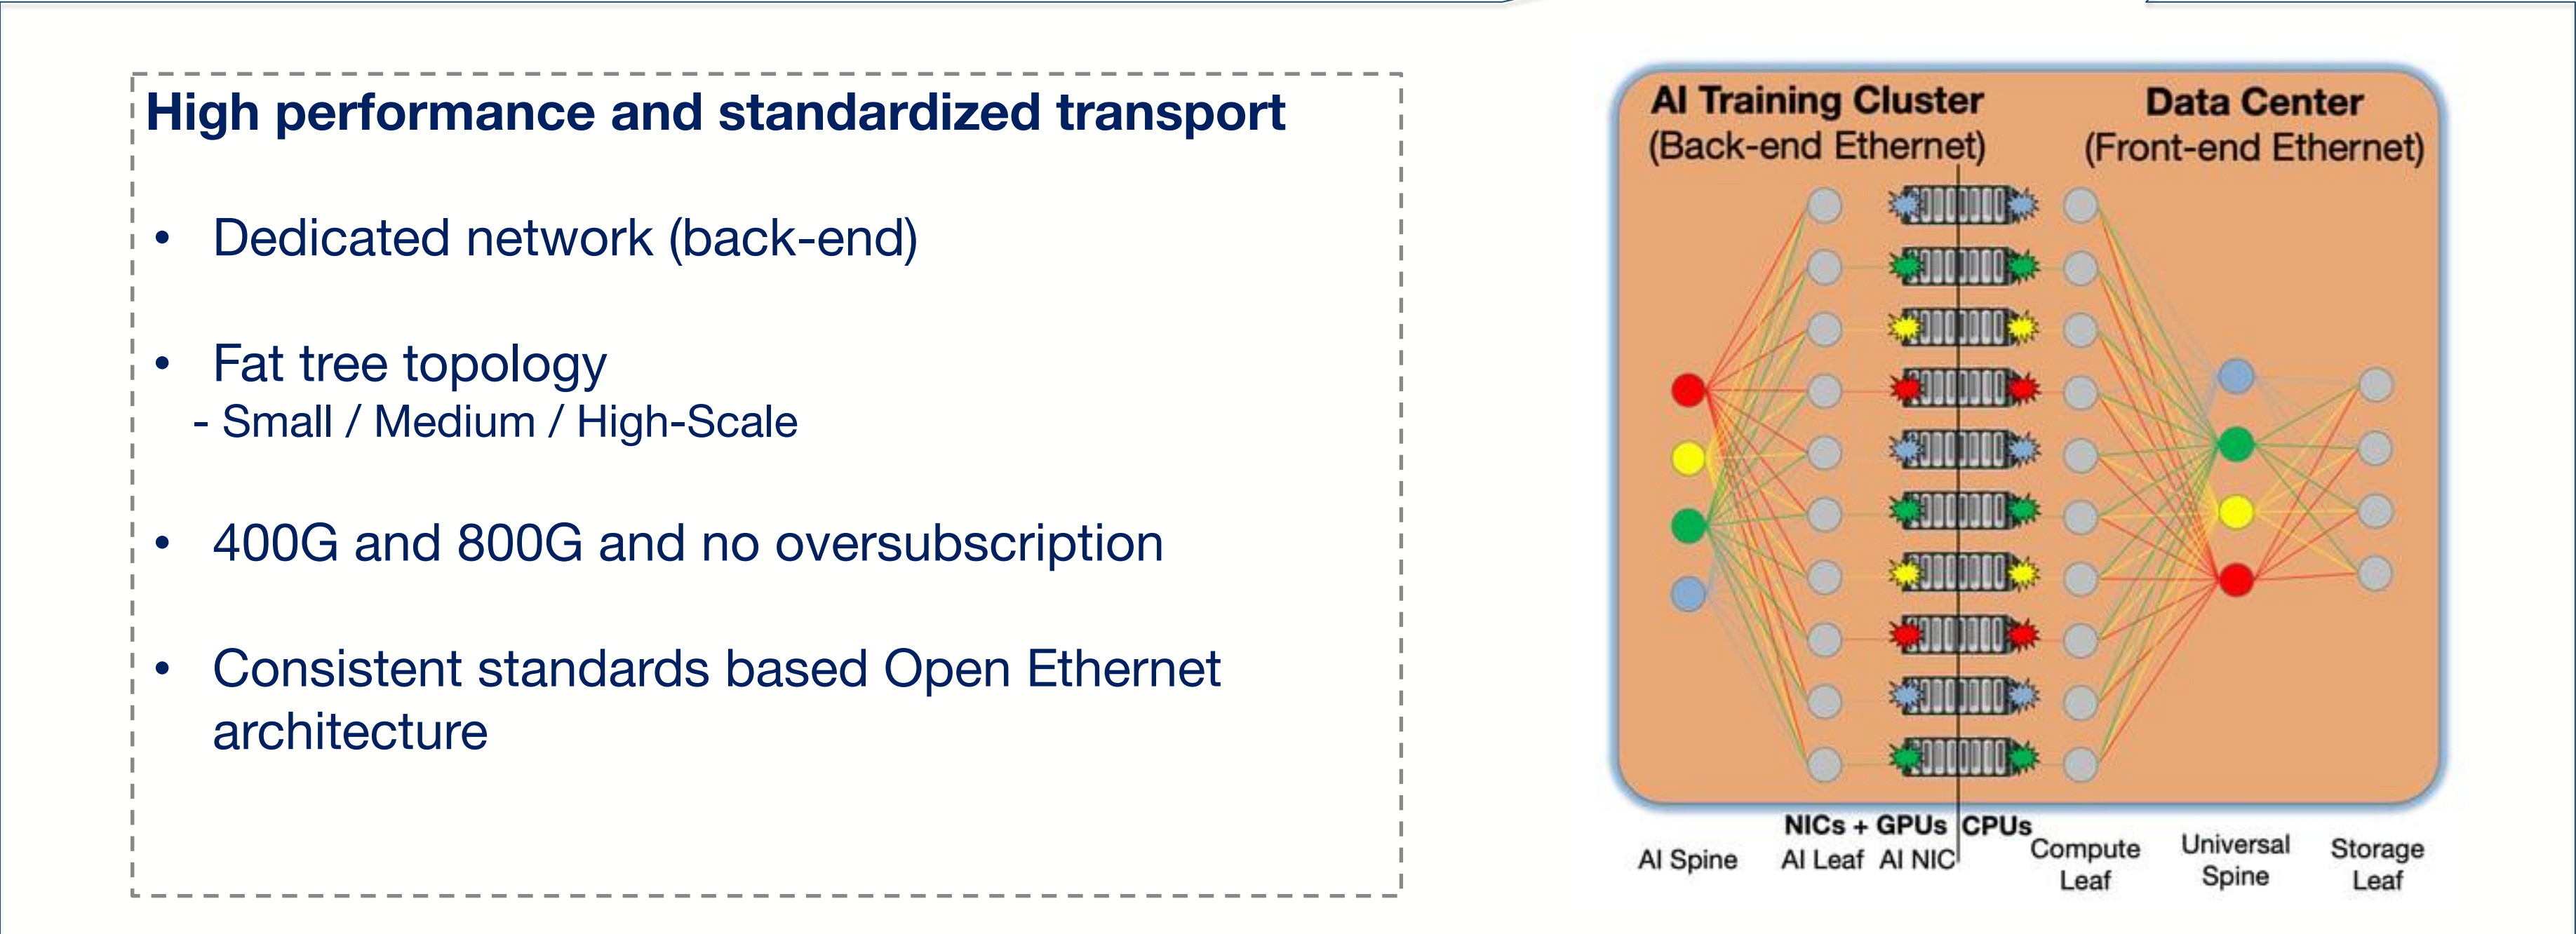 High performance and standardized transport
• Dedicated network (back-end)
• Fat tree topology
- Small / Medium / High-Scale
• 400G and 800G and no oversubscription
• Consistent standards based Open Ethernet
architecture
AI Training Cluster
(Back-end Ethernet)
Data Center
(Front-end Ethernet)
NICs + GPUs
CPUs
AI Spine
AI Leaf
AI NIC
Compute
Leaf
Universal
Spine
Storage
Leaf